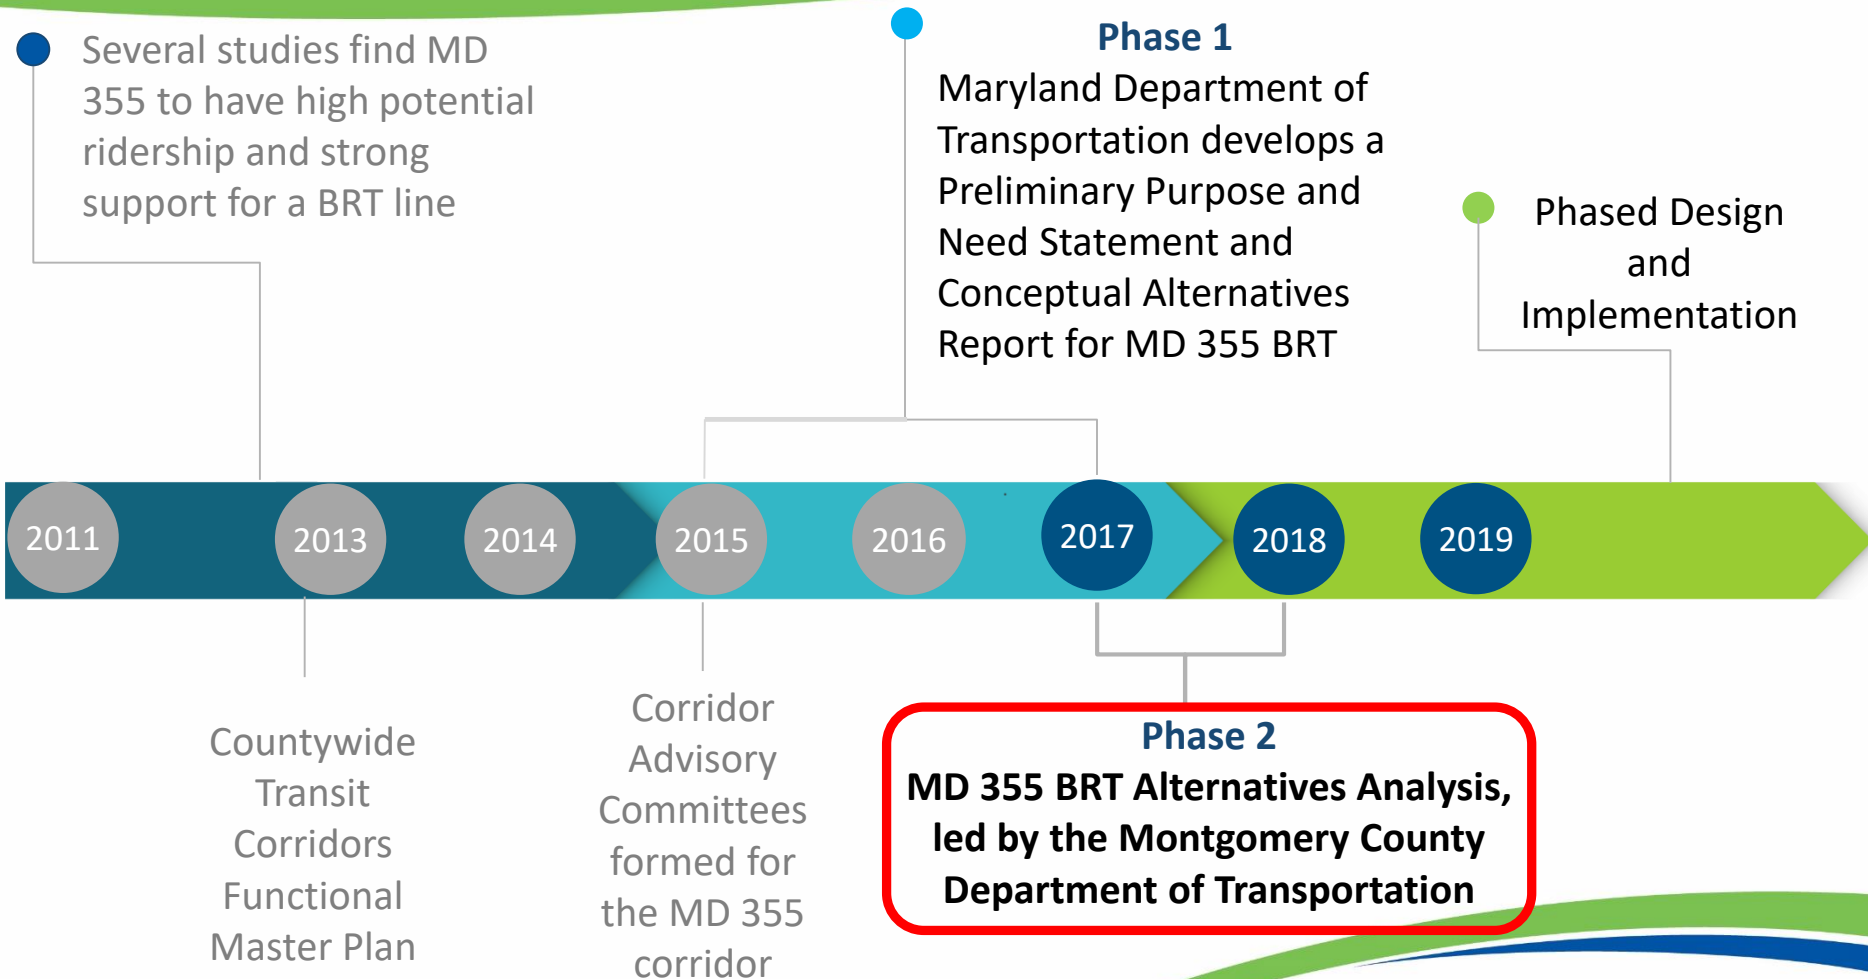 Several studies find MD
355 to have high potential
ridership and strong
support for a BRT line
Phase 1
Maryland Department of
Transportation develops a
Preliminary Purpose and
Need Statement and
Conceptual Alternatives
Report for MD 355 BRT
Phased Design
and
Implementation
2011
2013
2014
2015
2016
2017
2018
2019
Countywide
Transit
Corridors
Functional
Master Plan
Corridor
Advisory
Committees
formed for
the MD 355
corridor
Phase 2
MD 355 BRT Alternatives Analysis,
led by the Montgomery County
Department of Transportation